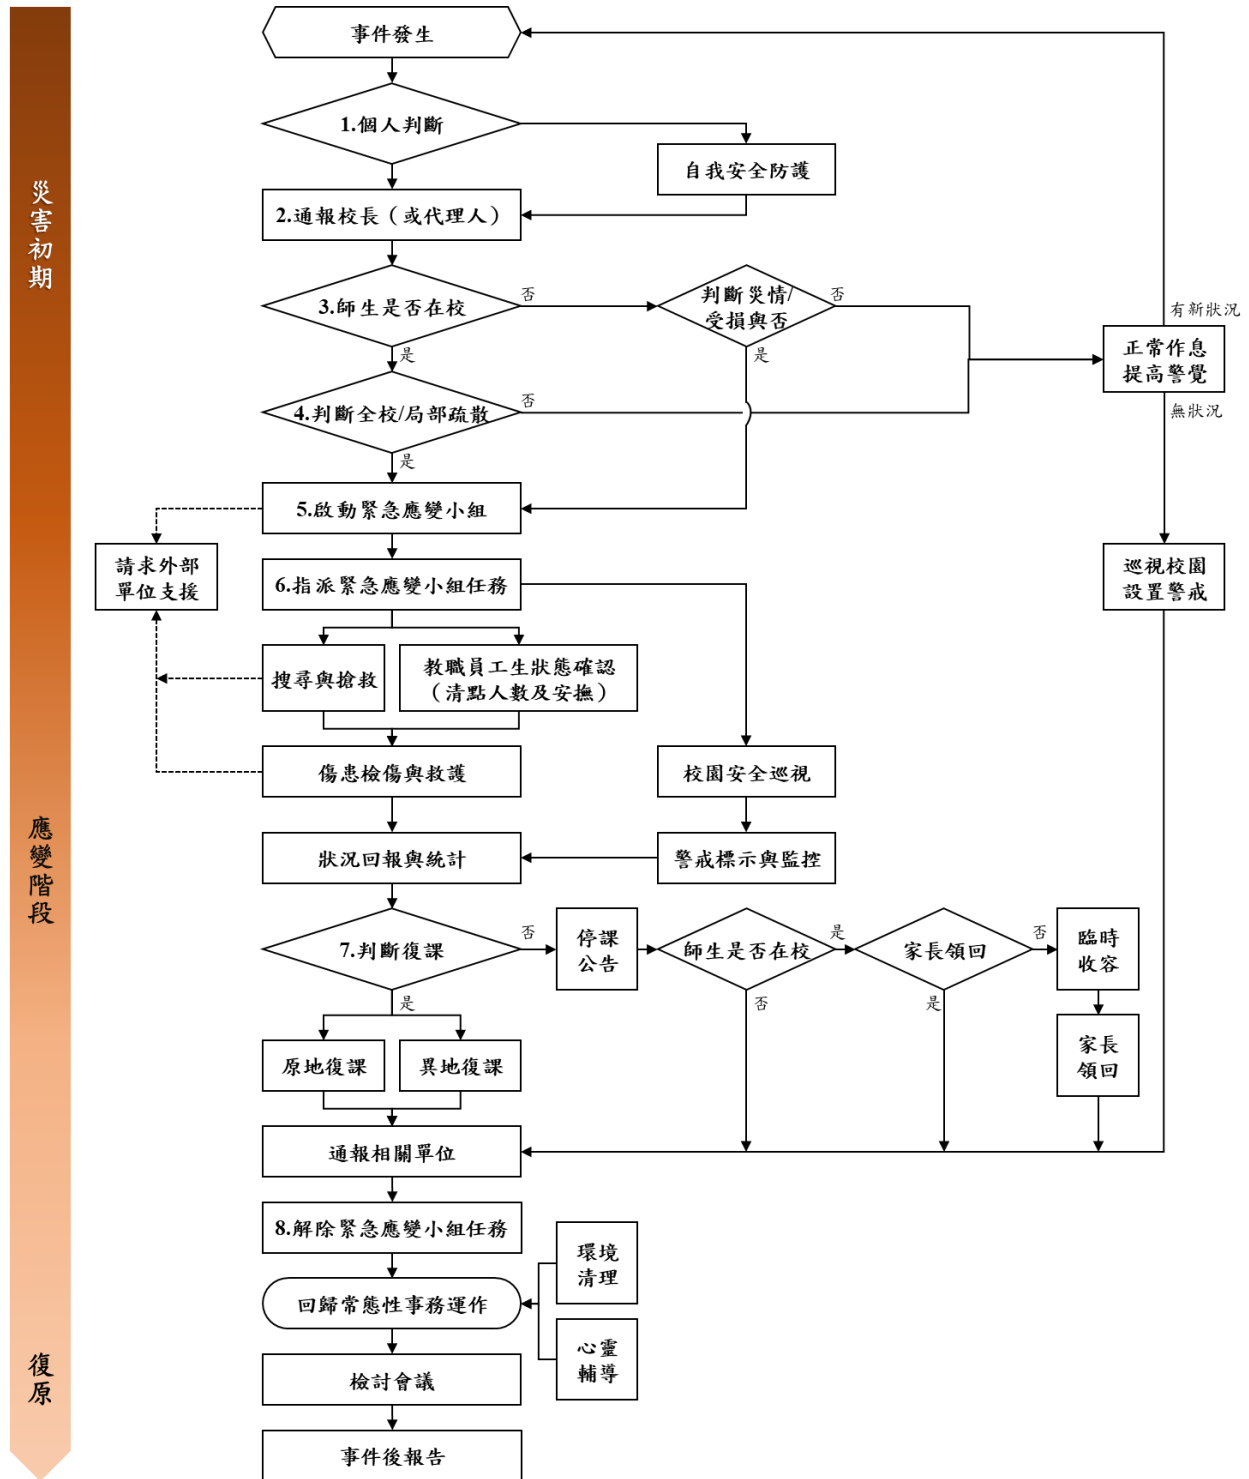 事件發生
1.個人判斷
自我安全防護
災害初期
2.通報校長（或代理人）
3.師生是否在校
否
判斷災情/
受損與否
否
有新狀況
正常作息
提高警覺
是
是
4.判斷全校/局部疏散
否
無狀況
是
5.啟動緊急應變小組
請求外部
單位支援
6.指派緊急應變小組任務
巡視校園
設置警戒
搜尋與搶救
教職員工生狀態確認
（清點人數及安撫）
傷患檢傷與救護
校園安全巡視
應變階段
狀況回報與統計
警戒標示與監控
7.判斷復課
否
停課
公告
師生是否在校
是
家長領回
否
臨時
收容
是
否
是
原地復課
異地復課
家長
領回
通報相關單位
8.解除緊急應變小組任務
環境
清理
回歸常態性事務運作
心靈
輔導
復原
檢討會議
事件後報告